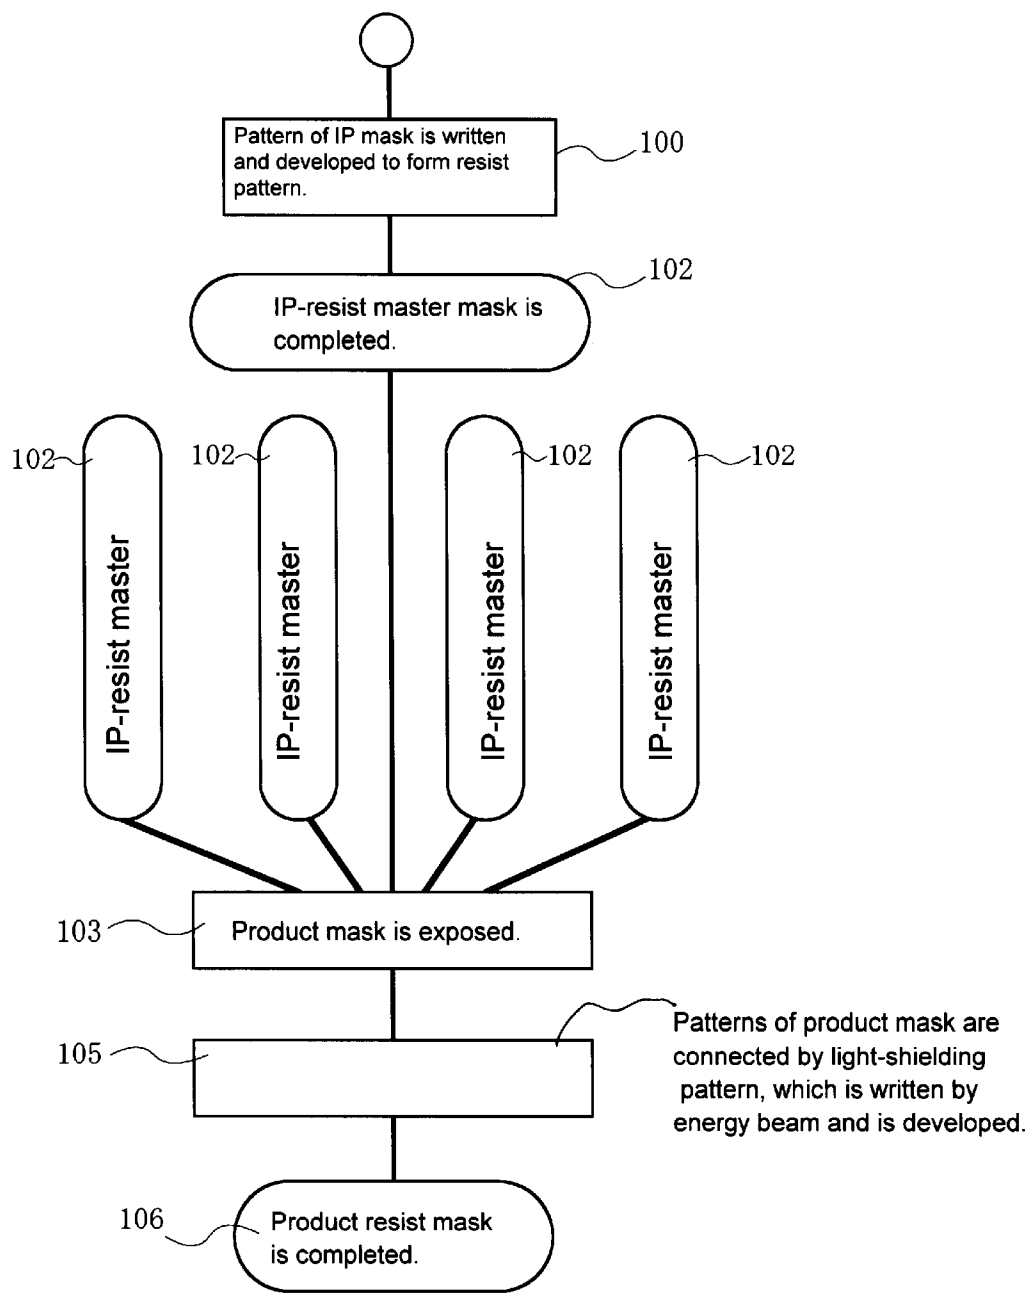 Pattern of IP mask is written
and developed to form resist
pattern.
100
102
IP-resist master mask is
completed.
102
102
102
102
IP-resist master
IP-resist master
IP-resist master
IP-resist master
103
Product mask is exposed.
105
Patterns of product mask are
connected by light-shielding
pattern, which is written by
energy beam and is developed.
106
Product resist mask
is completed.